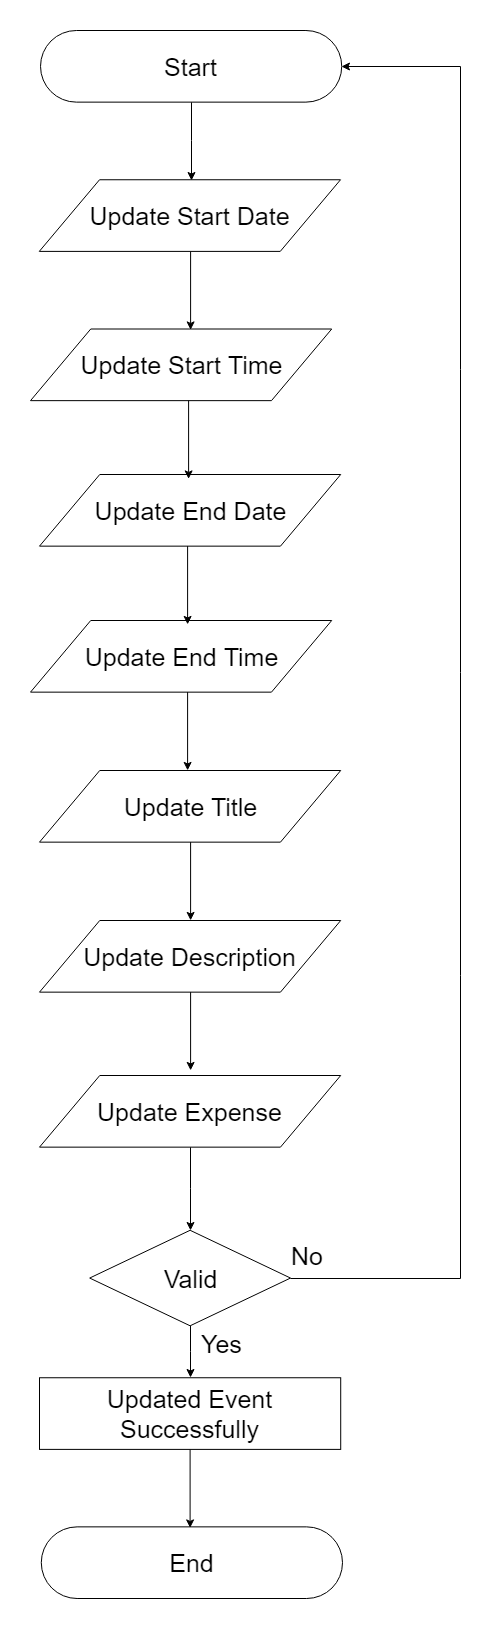 Start
Update Start Date
Update Start Time
Update End Date
Update End Time
Update Title
Update Description
Update Expense
Valid
No
Yes
Updated Event
Successfully
End